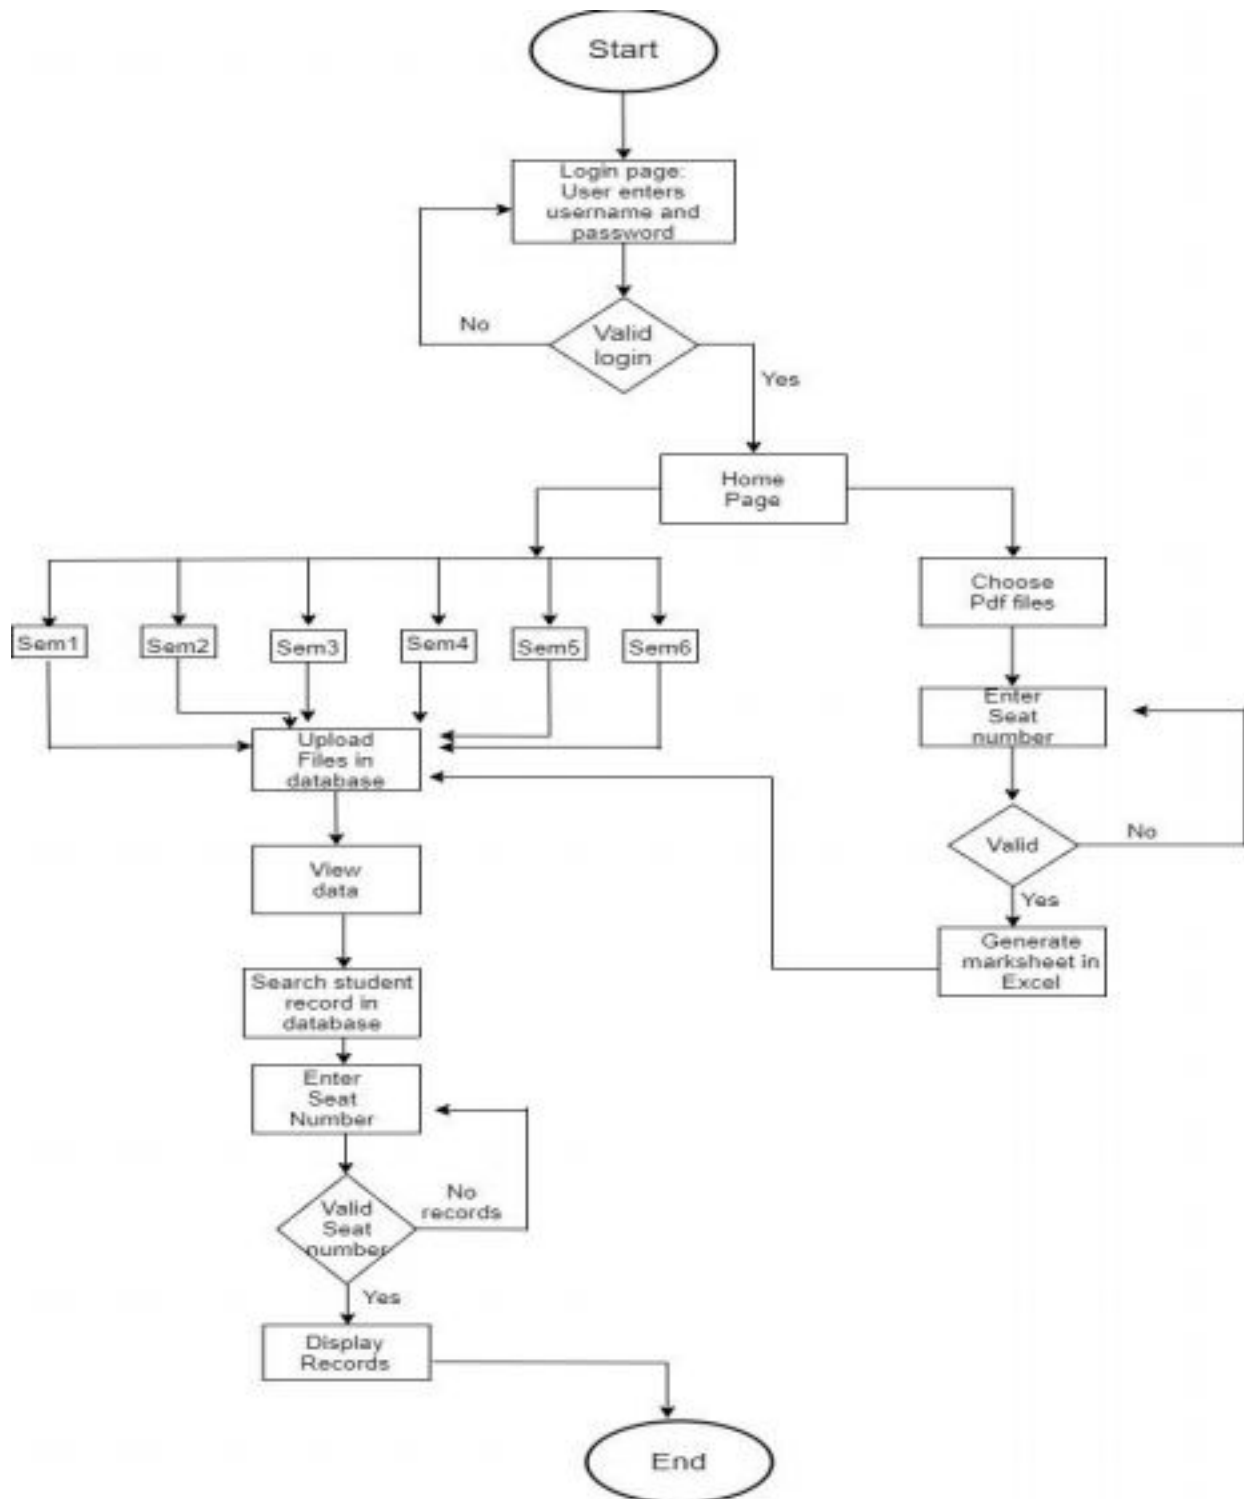 Start
Login page:
User enters
username and
password
No
Valid
login
Yes
Home
Page
Choose
Pdf files
Sem1
Sem2
Sem3
Sem4
Sem5
Sem6
Enter
Seat
number
Upload
Files in
database
Valid
No
Yes
View
data
Generate
marksheet in
Excel
Search student
record in
database
Enter
Seat
Number
Valid
Seat
number
No
records
Yes
Display
Records
End